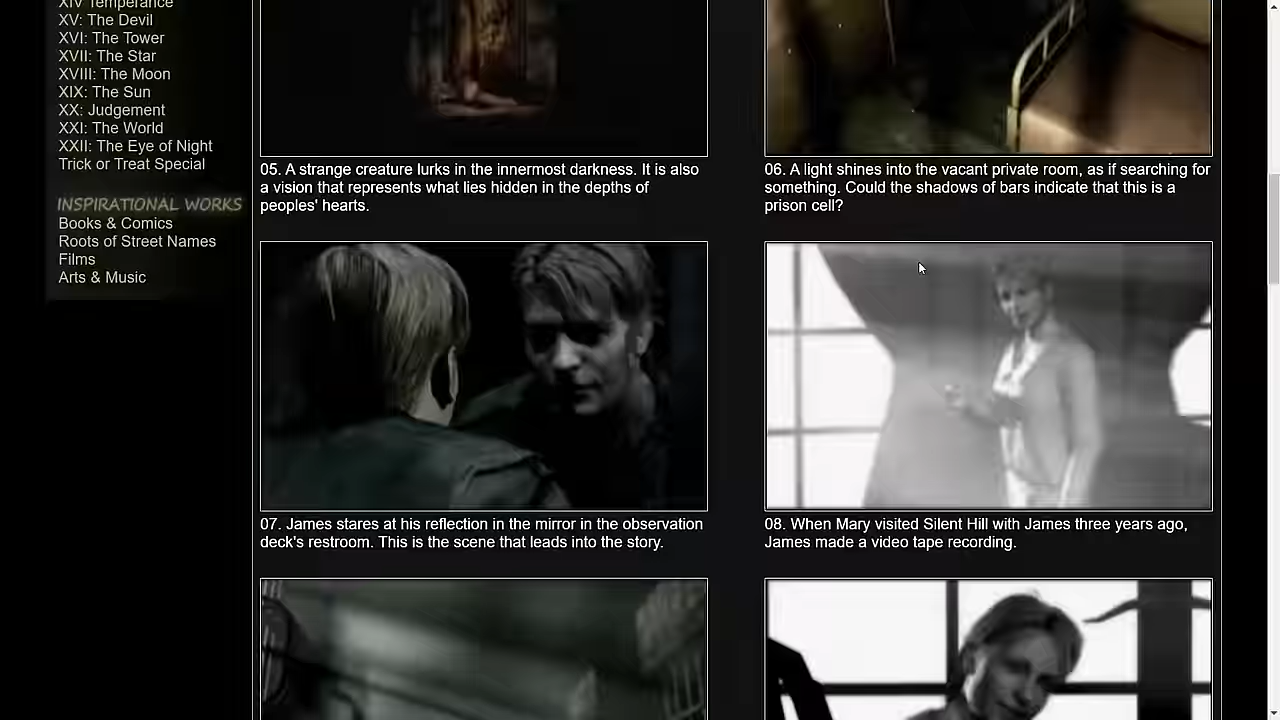 XIV Temperance
XV: The Devil
XVI: The Tower
XVII: The Star
XVIII: The Moon
XIX: The Sun
XX: Judgement
XXI: The World
XXII: The Eye of Night
Trick or Treat Special
INSPIRATIONAL WORKS
Books & Comics
Roots of Street Names
Films
Arts & Music
05. A strange creature lurks in the innermost darkness. It is also
a vision that represents what lies hidden in the depths of
peoples' hearts.
06. A light shines into the vacant private room, as if searching for
something. Could the shadows of bars indicate that this is a
prison cell?
07. James stares at his reflection in the mirror in the observation
deck's restroom. This is the scene that leads into the story.
08. When Mary visited Silent Hill with James three years ago,
James made a video tape recording.